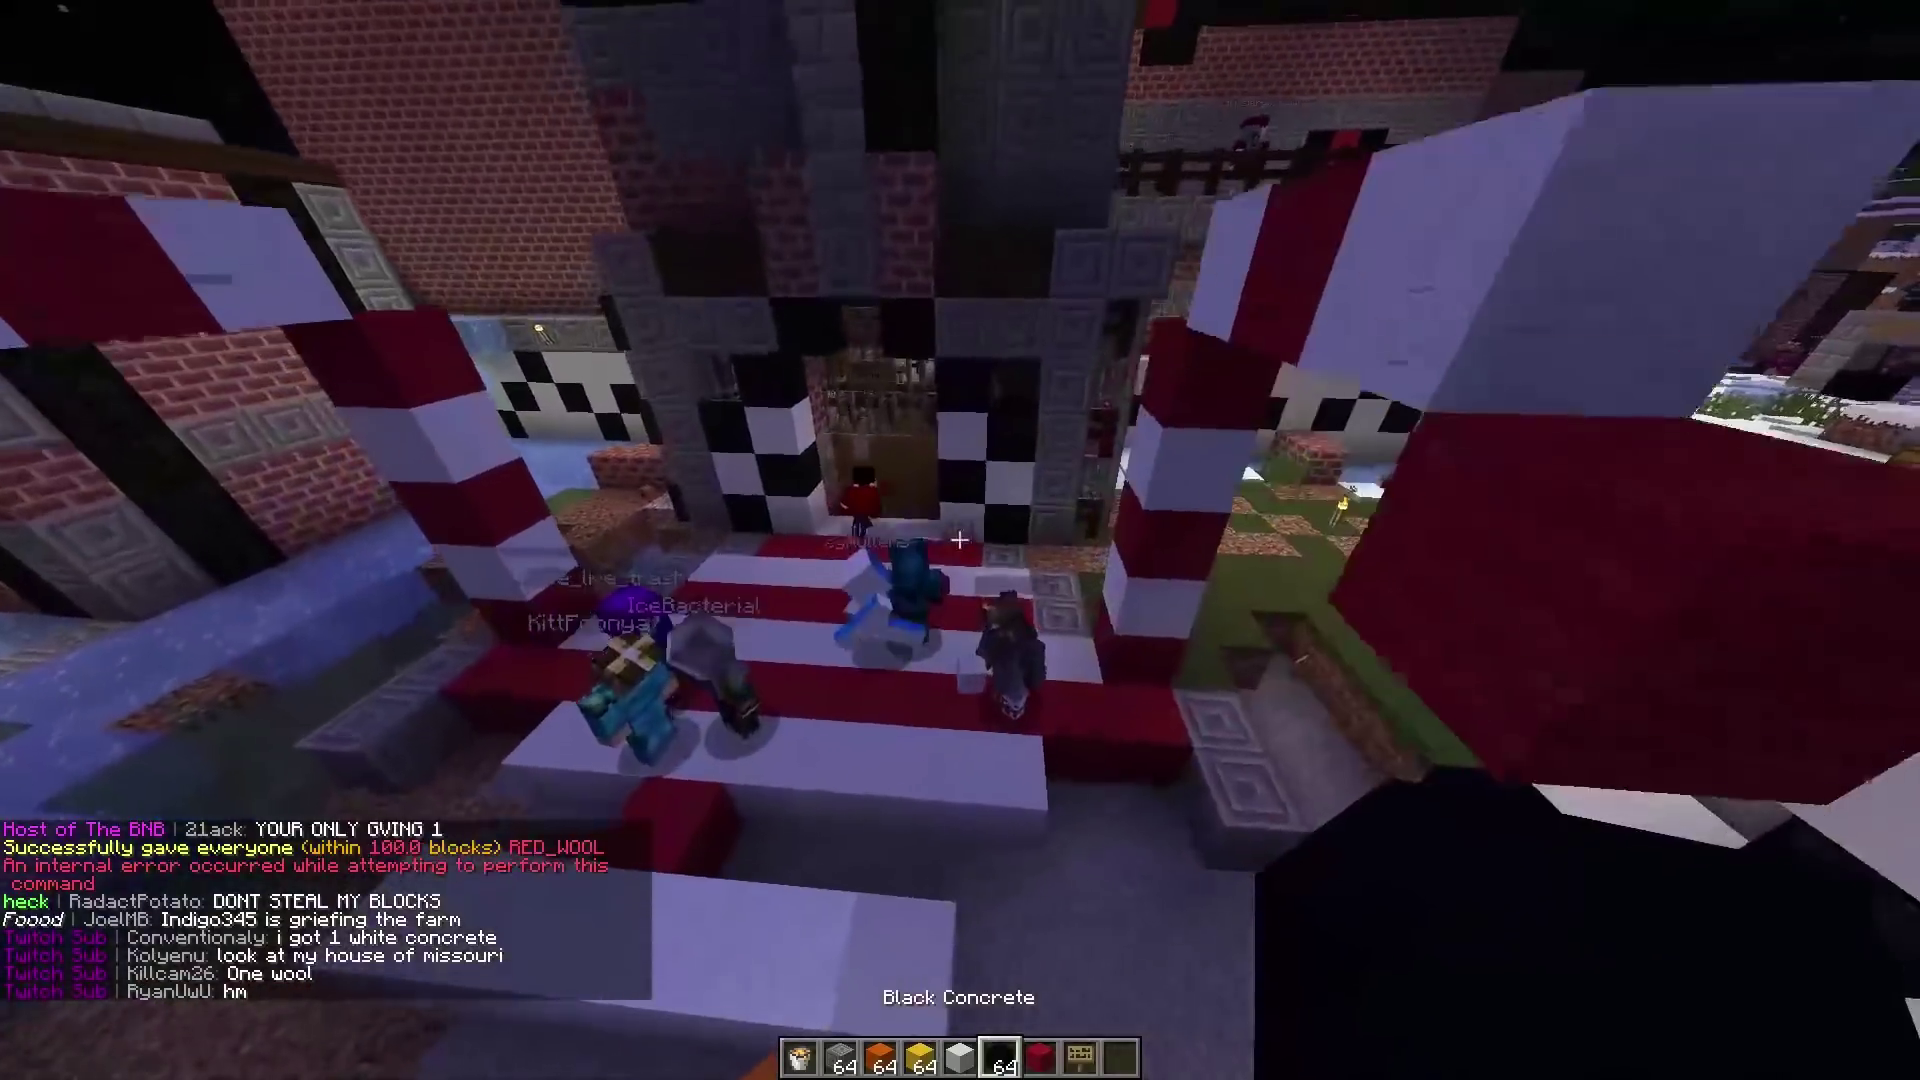 IceBacterial
Host of The BNB | 21ack: YOUR ONLY GVING 1
Successfully gave everyone (within 100.0 blocks) RED_WOOL
An internal error occurred while attempting to perform this
command
heck | RadactPotato: DONT STEAL MY BLOCKS
Foood | JoelMB: Indigo345 is griefing the farm
Twitch Sub | Conventionaly: i got 1 white concrete
Twitch Sub | Kolyenu: look at my house of missouri
Twitch Sub | Killcam26: One wool
Twitch Sub | RyanUwU: hm
Black Concrete
64 64 64 64